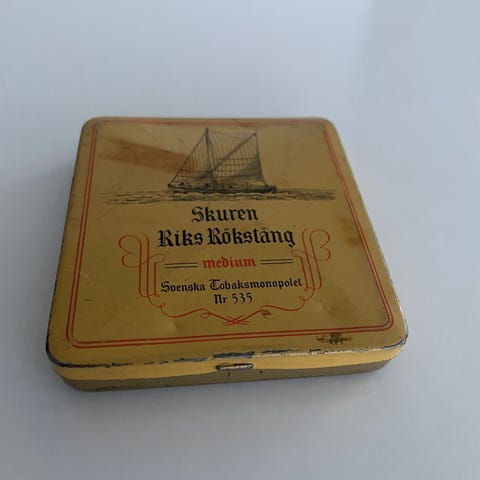 Skuren
Riks Rökstång
medium
Svenska Tobaksmonopolet
Nr 535